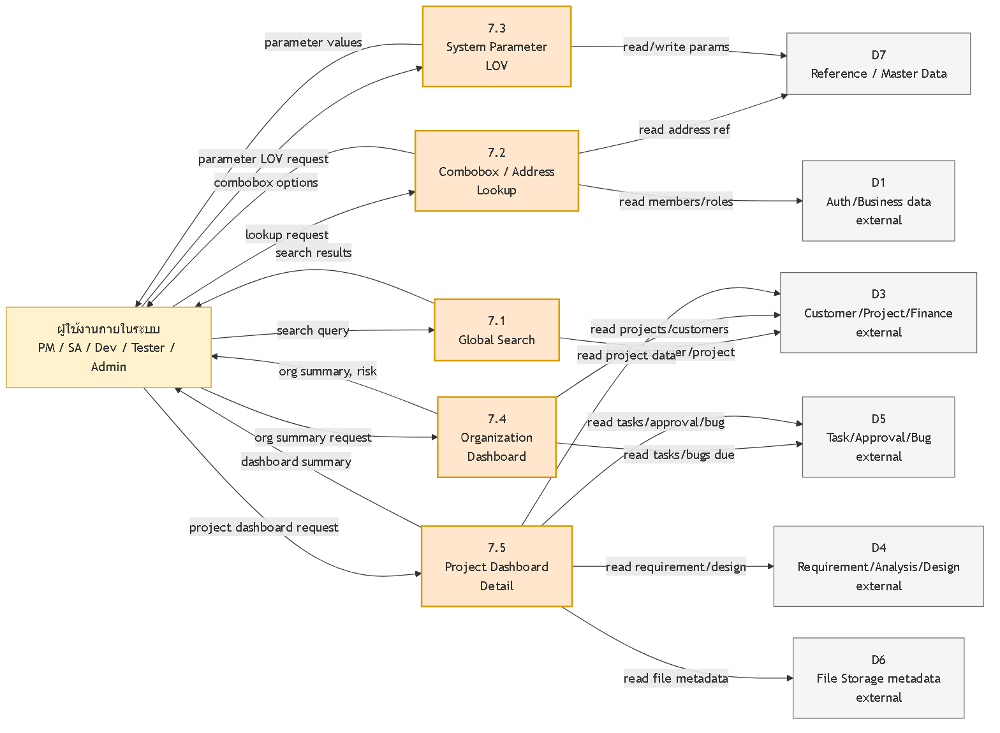 7.3
System Parameter
LOV
parameter values
read/write params
D7
Reference / Master Data
7.2
Combobox / Address
Lookup
parameter LOV request
combobox options
read address ref
read members/roles
D1
Auth/Business data
external
lookup request
search results
7.1
Global Search
search query
D3
Customer/Project/Finance
external
ผู้ใช้งานภายในระบบ
PM / SA / Dev / Tester /
Admin
read projects/customers
read project data
customer/project
org summary, risk
7.4
Organization
Dashboard
read tasks/approval/bug
read tasks/bugs due
D5
Task/Approval/Bug
external
org summary request
dashboard summary
project dashboard request
7.5
Project Dashboard
Detail
read requirement/design
D4
Requirement/Analysis/Design
external
read file metadata
D6
File Storage metadata
external